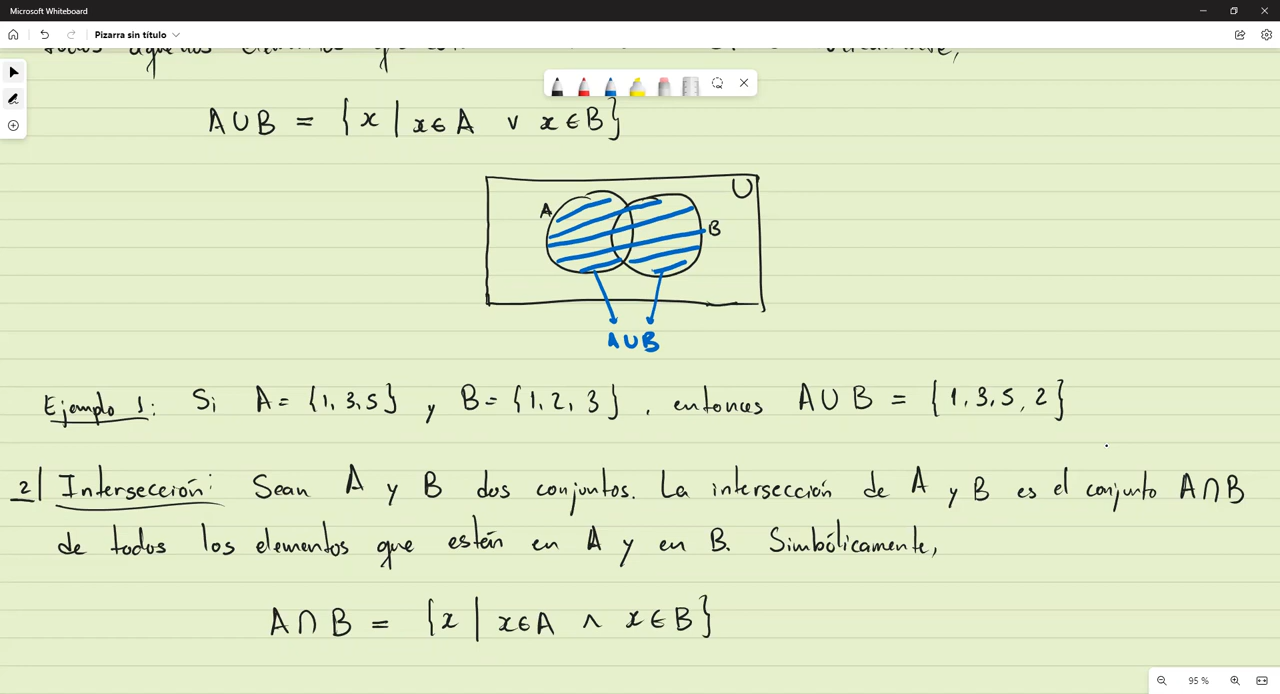 Microsoft Whiteboard
Pizarra sin título
A∪B = {x | x∈A ∨ x∈B}
U
A
B
A∪B
Ejemplo 1: Si A = {1, 3, 5} y B = {1, 2, 3}, entonces A∪B = {1, 3, 5, 2}
2| Intersección: Sean A y B dos conjuntos. La intersección de A y B es el conjunto A∩B
de todos los elementos que están en A y en B. Simbólicamente,
A∩B = {x | x∈A ∧ x∈B}
95 %